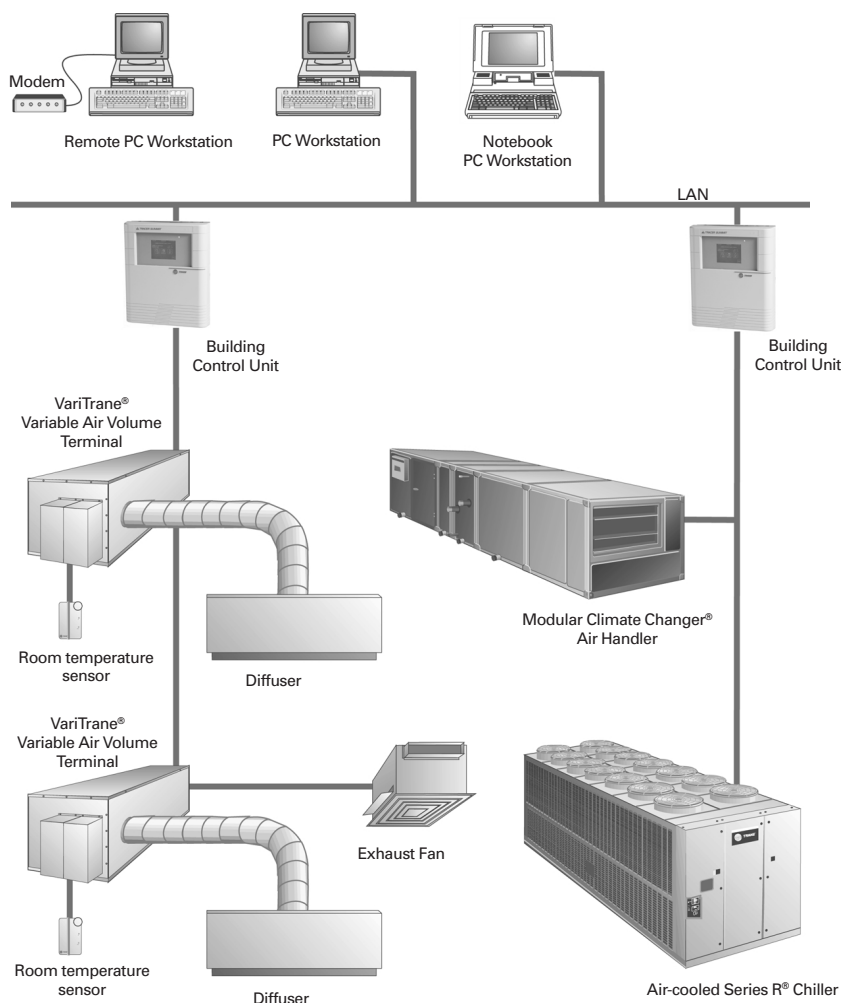 Modem
Remote PC Workstation
PC Workstation
Notebook
PC Workstation
LAN
Building
Control Unit
Building
Control Unit
VariTrane®
Variable Air Volume
Terminal
Room temperature
sensor
Diffuser
Modular Climate Changer®
Air Handler
VariTrane®
Variable Air Volume
Terminal
Exhaust Fan
TRANE
Room temperature
sensor
Diffuser
Air-cooled Series R® Chiller